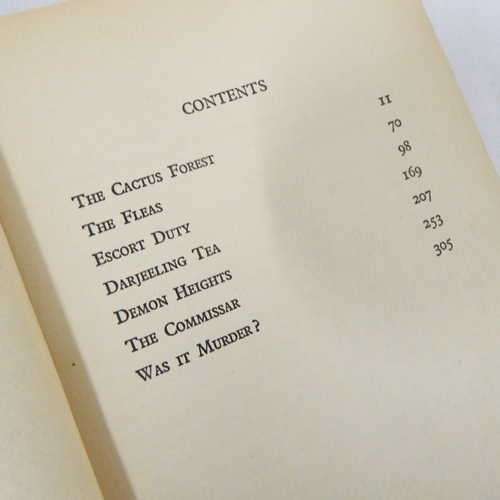 CONTENTS
THE CACTUS FOREST 11
THE FLEAS 70
ESCORT DUTY 98
DARJEELING TEA 169
DEMON HEIGHTS 207
THE COMMISSAR 253
WAS IT MURDER? 305